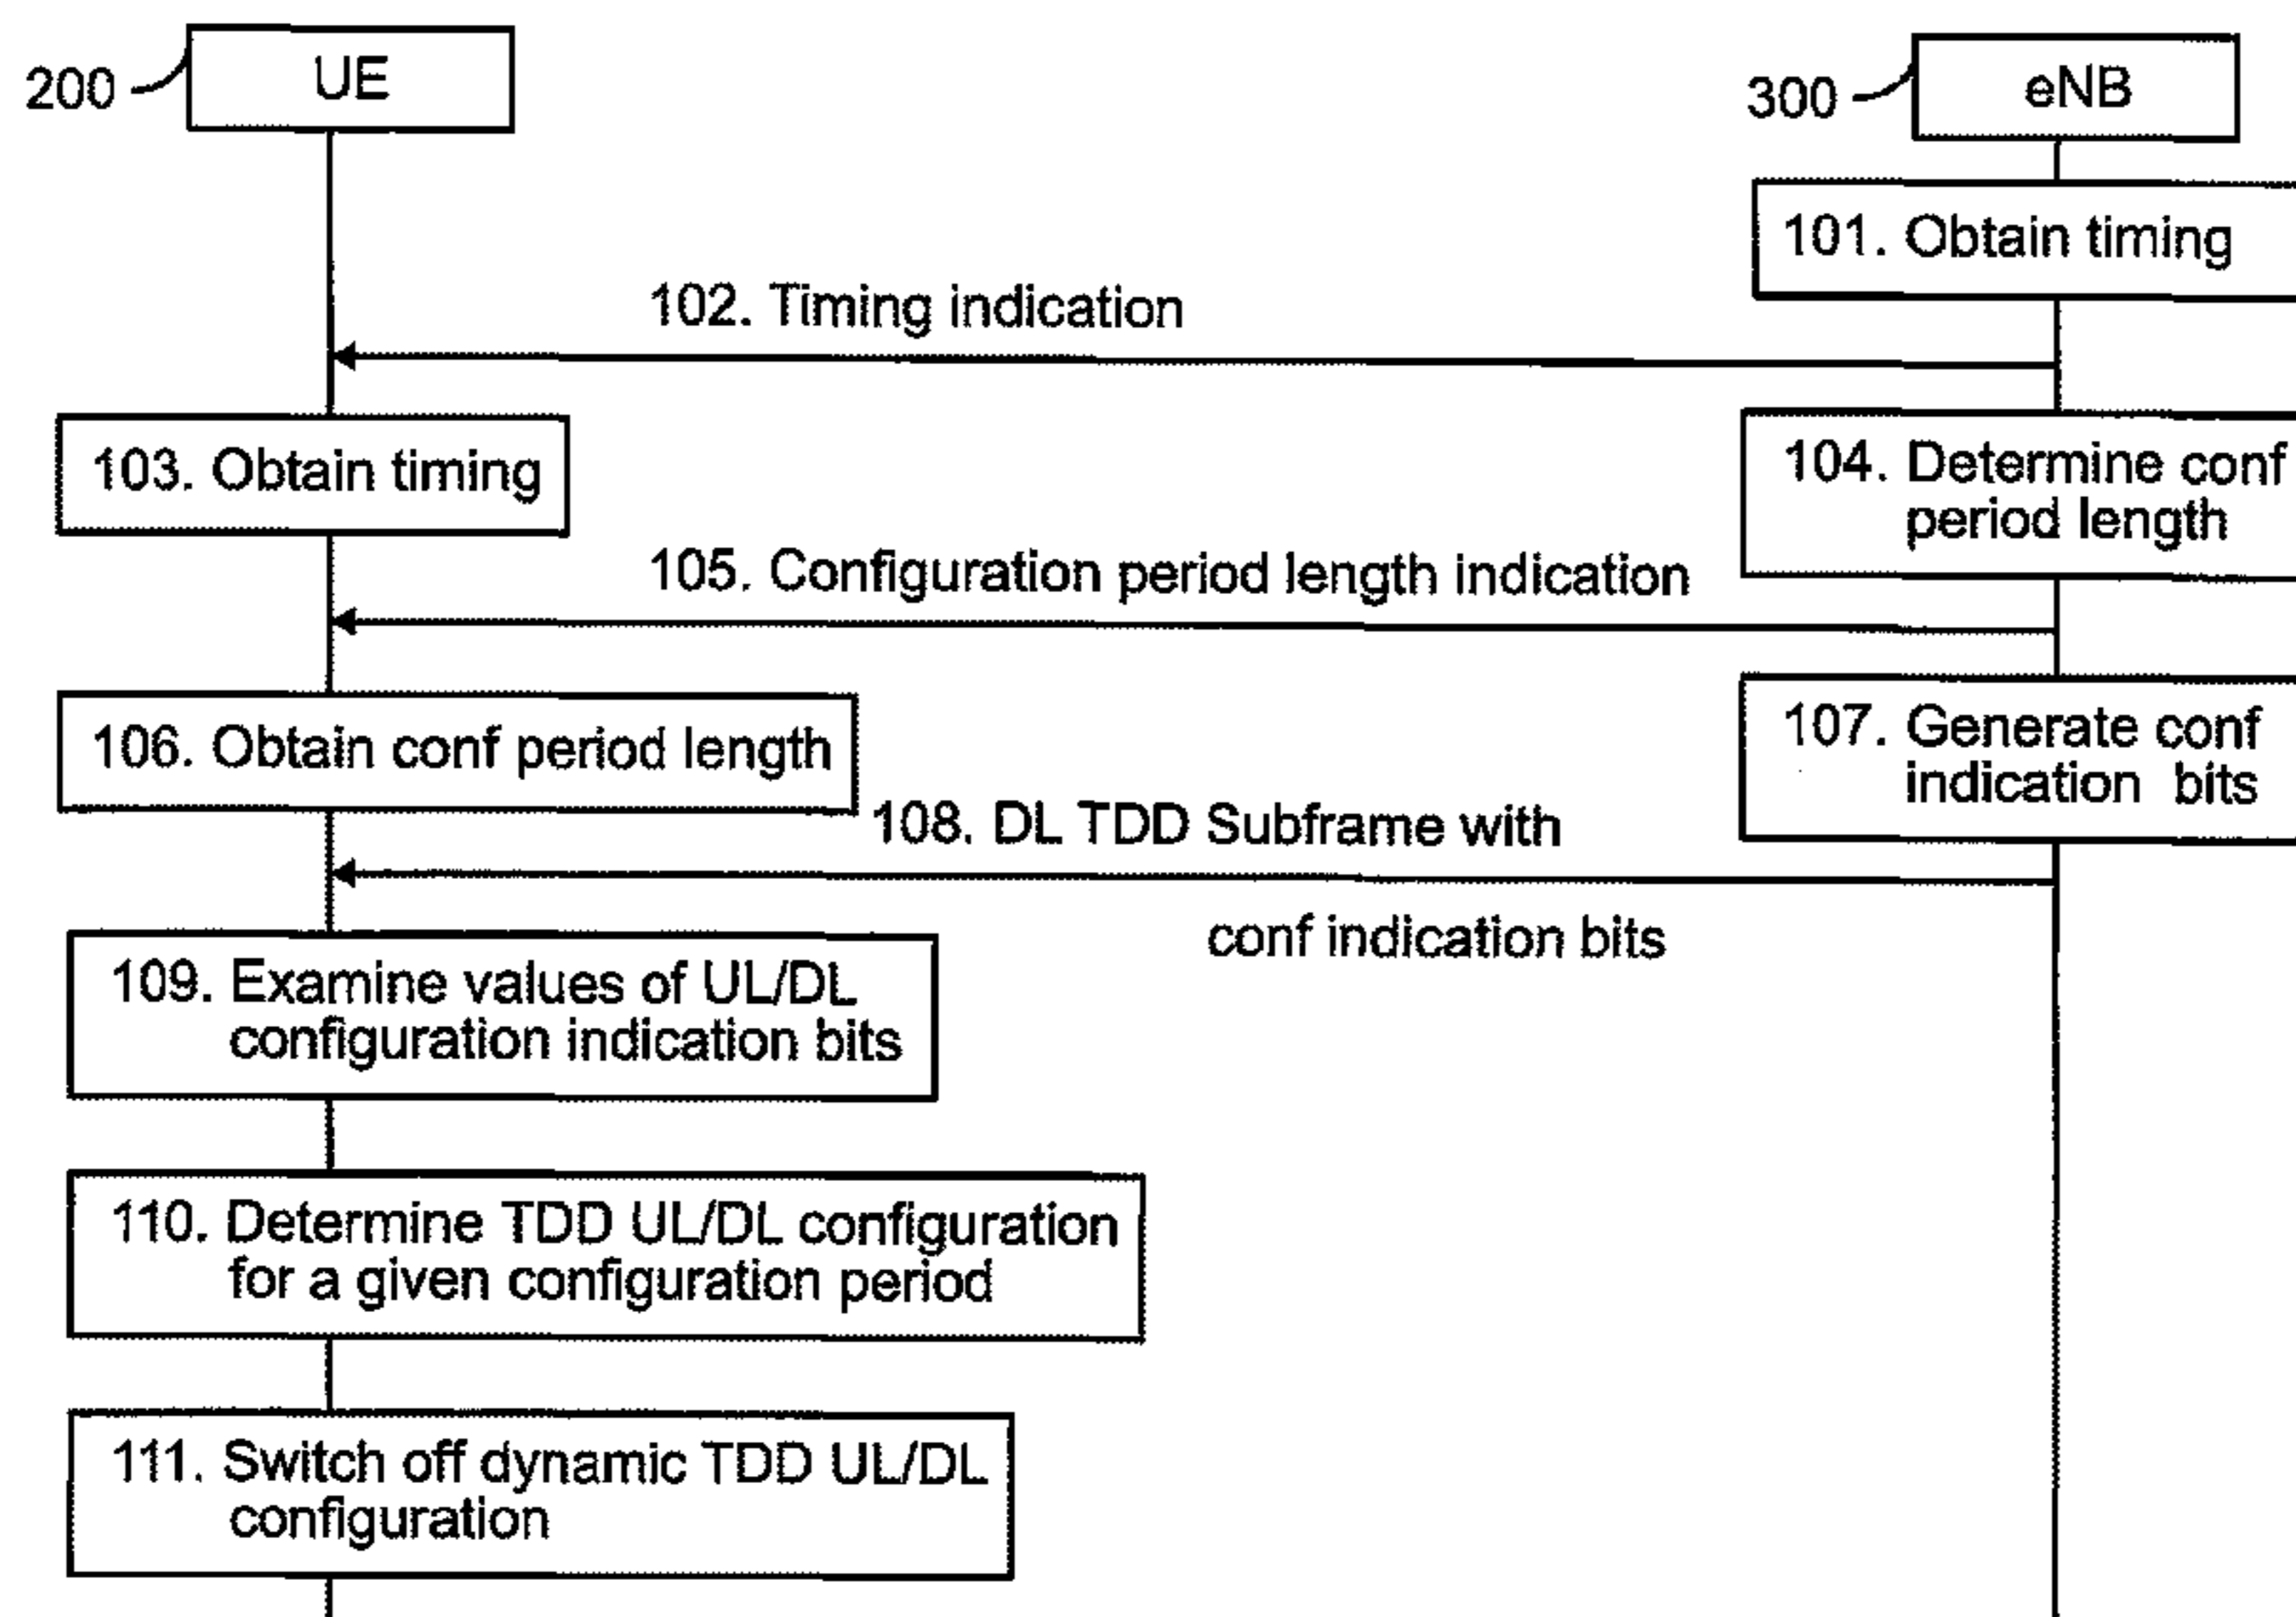 200
UE
300
eNB
101. Obtain timing
102. Timing indication
103. Obtain timing
104. Determine conf
period length
105. Configuration period length indication
106. Obtain conf period length
107. Generate conf
indication bits
108. DL TDD Subframe with
conf indication bits
109. Examine values of UL/DL
configuration indication bits
110. Determine TDD UL/DL configuration
for a given configuration period
111. Switch off dynamic TDD UL/DL
configuration